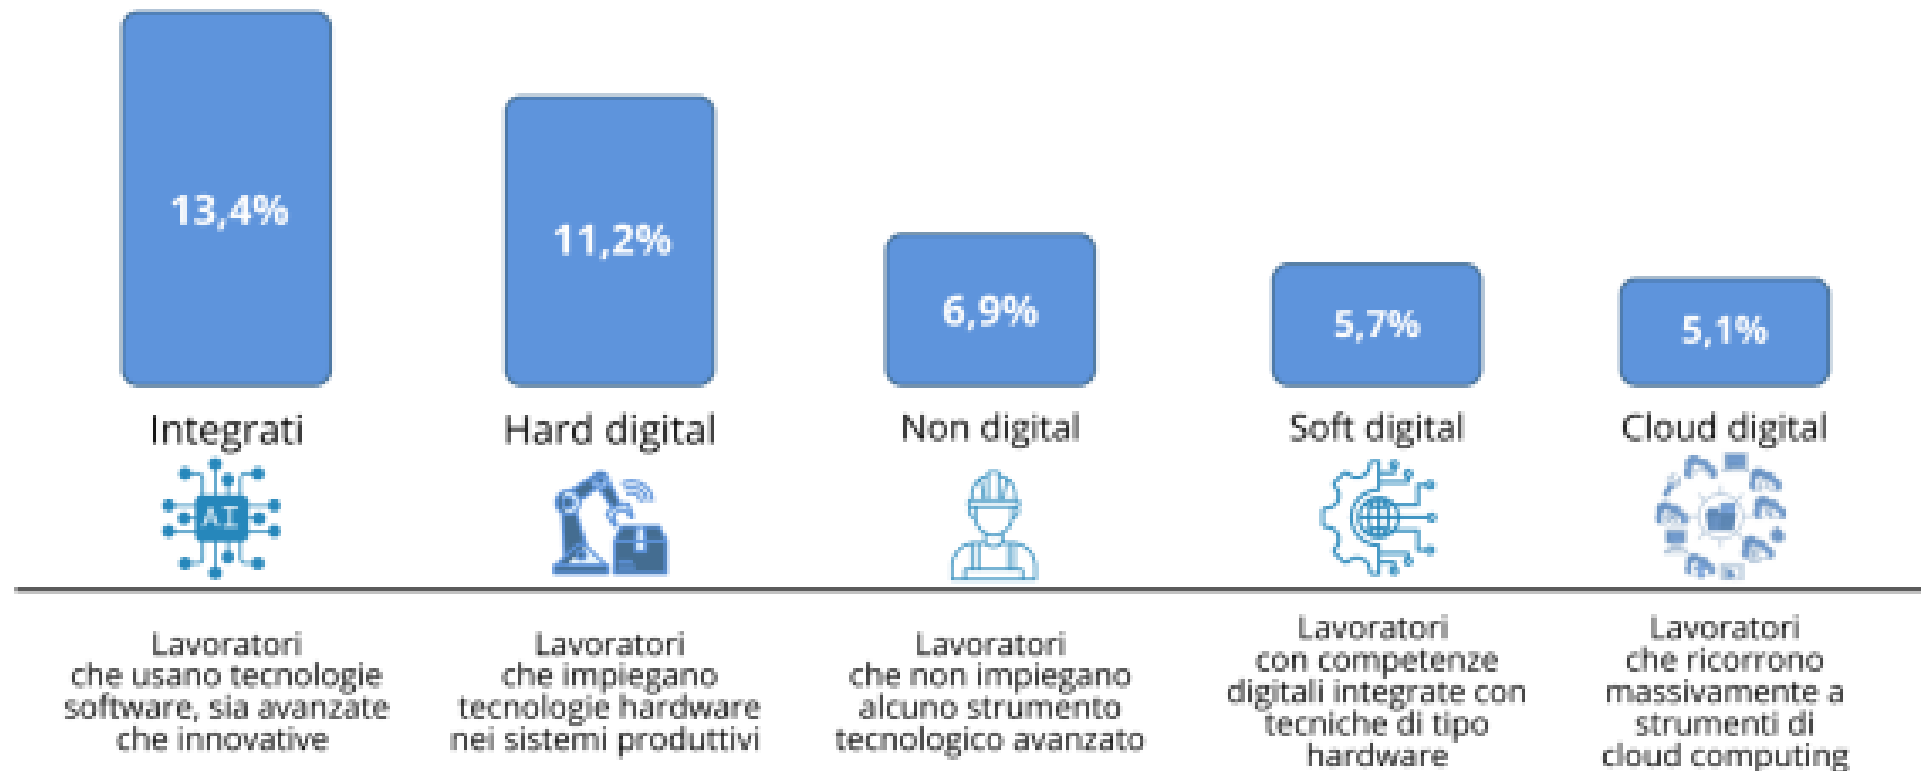 13,4%
11,2%
6,9%
5,7%
5,1%
Integrati
Hard digital
Non digital
Soft digital
Cloud digital
AI
Lavoratori
che usano tecnologie
software, sia avanzate
che innovative
Lavoratori
che impiegano
tecnologie hardware
nei sistemi produttivi
Lavoratori
che non impiegano
alcuno strumento
tecnologico avanzato
Lavoratori
con competenze
digitali integrate con
tecniche di tipo
hardware
Lavoratori
che ricorrono
massivamente a
strumenti di
cloud computing